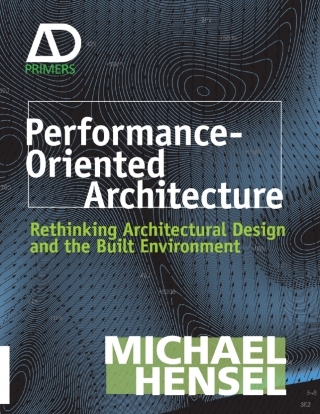 AD
PRIMERS
Performance-
Oriented
Architecture
Rethinking Architectural Design
and the Built Environment
MICHAEL
HENSEL